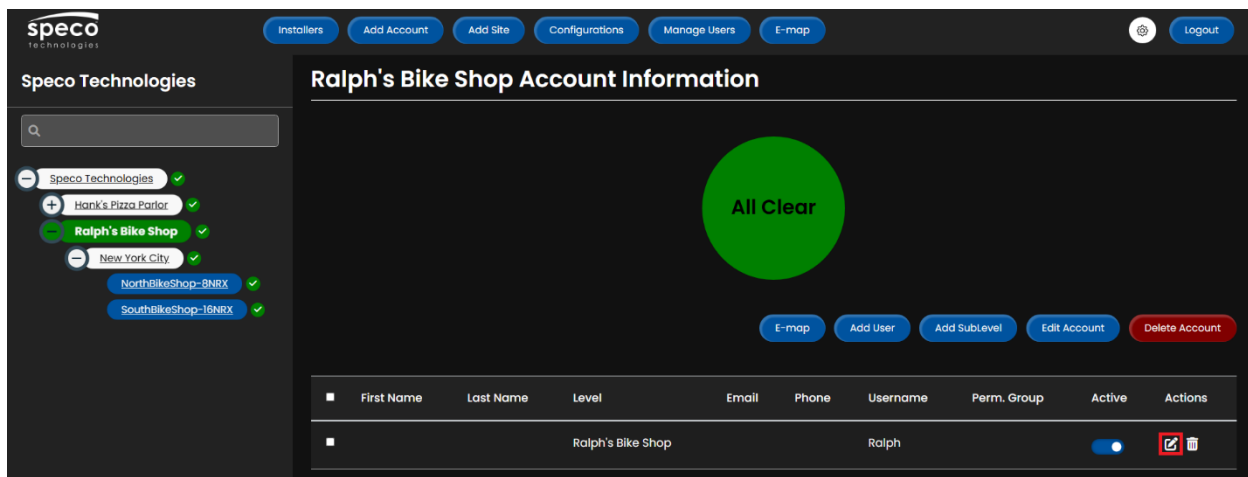 speco
technologies
Installers
Add Account
Add Site
Configurations
Manage Users
E-map
Logout
Speco Technologies
Speco Technologies
Hank's Pizza Parlor
Ralph's Bike Shop
New York City
NorthBikeShop-8NRX
SouthBikeShop-16NRX
Ralph's Bike Shop Account Information
All Clear
E-map
Add User
Add SubLevel
Edit Account
Delete Account
First Name Last Name Level Email Phone Username Perm. Group Active Actions
Ralph's Bike Shop Ralph